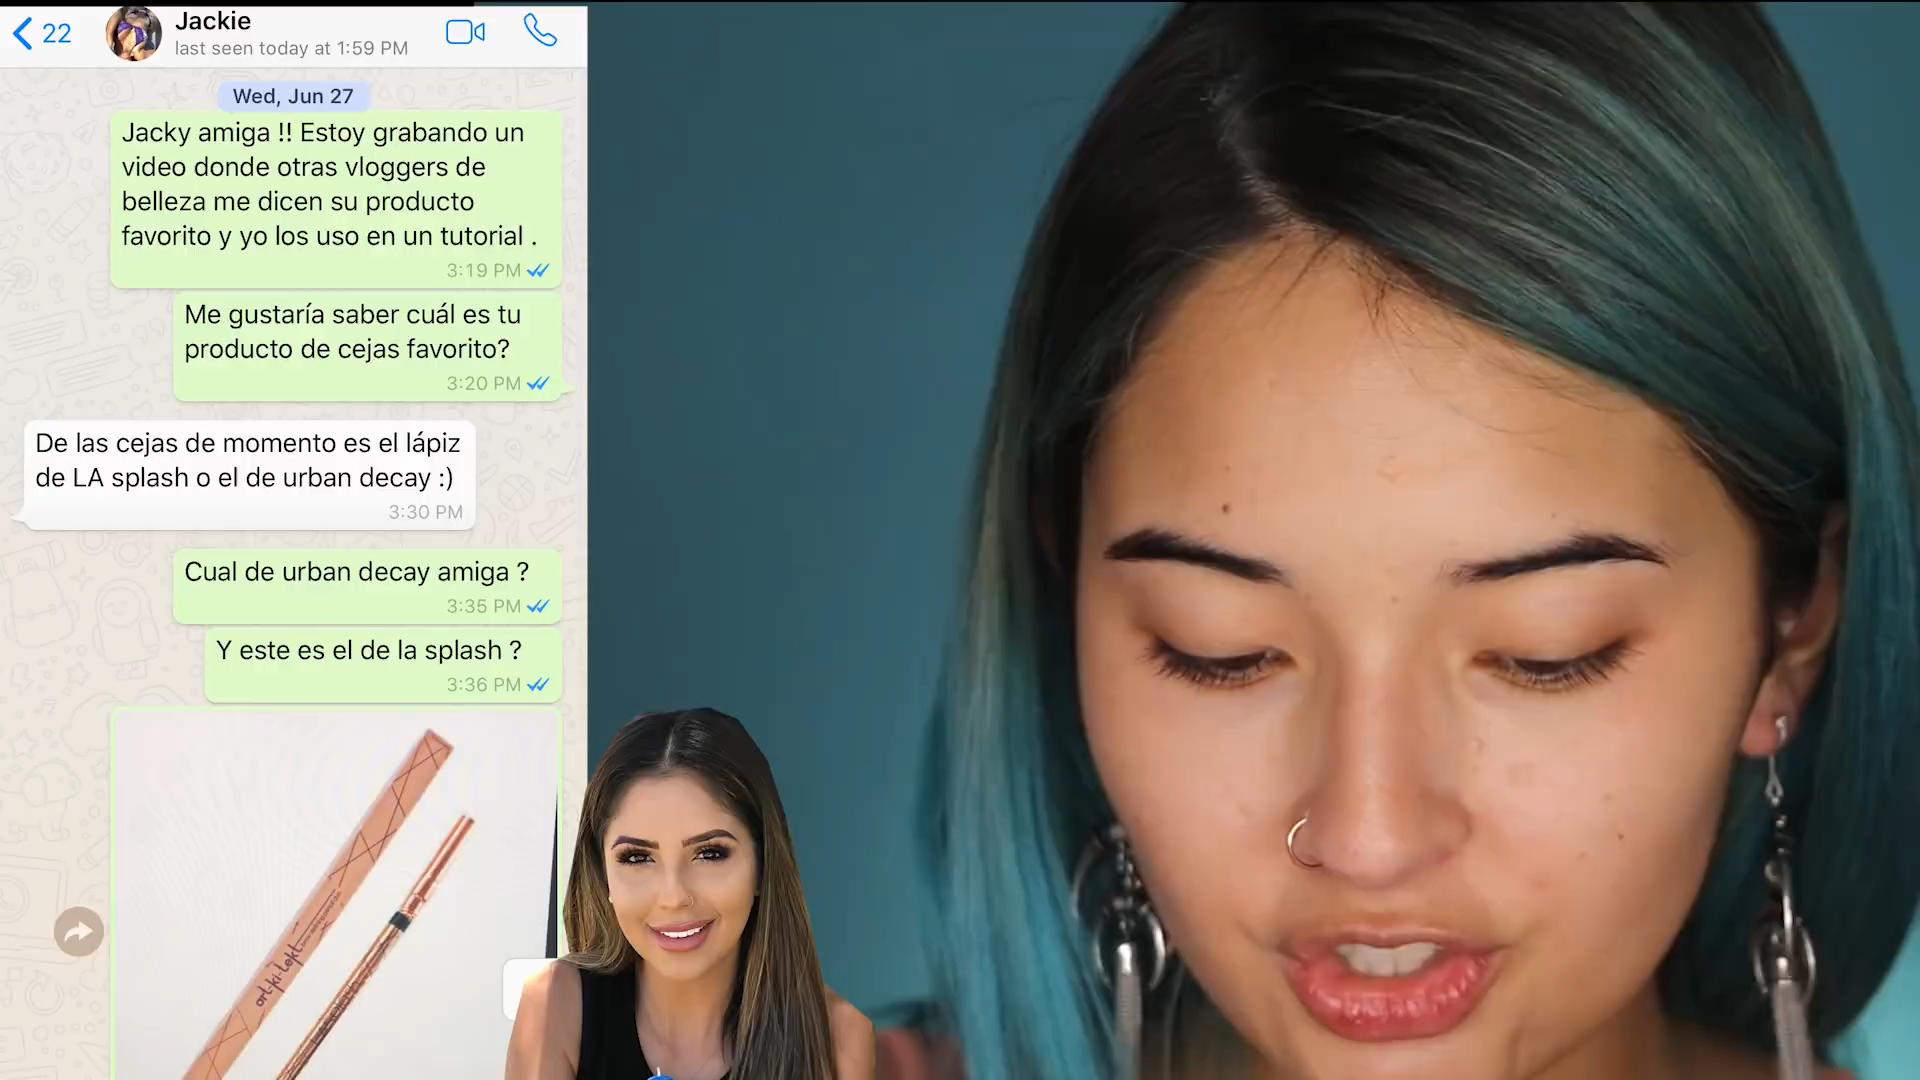 22
Jackie
last seen today at 1:59 PM
Wed, Jun 27
Jacky amiga !! Estoy grabando un
video donde otras vloggers de
belleza me dicen su producto
favorito y yo los uso en un tutorial .
3:19 PM
Me gustaría saber cuál es tu
producto de cejas favorito?
3:20 PM
De las cejas de momento es el lápiz
de LA splash o el de urban decay :)
3:30 PM
Cual de urban decay amiga ?
3:35 PM
Y este es el de la splash ?
3:36 PM
art-ki-tekt